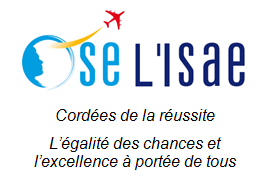 Ose L'Isae
Cordées de la réussite
L'égalité des chances et
l'excellence à portée de tous